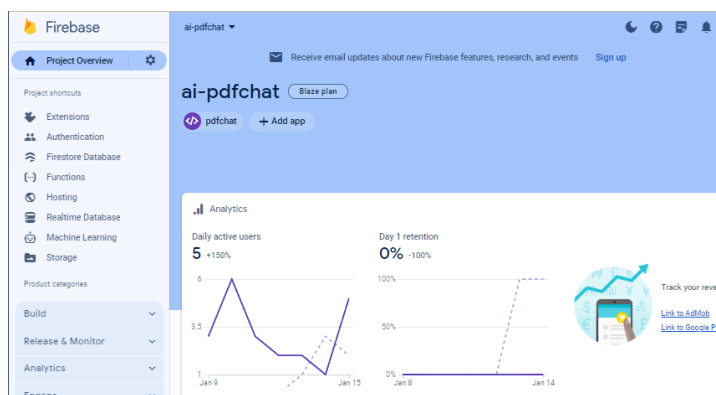 Firebase
ai-pdfchat
Project Overview
Receive email updates about new Firebase features, research, and events Sign up
Project shortcuts
Extensions
Authentication
Firestore Database
Functions
Hosting
Realtime Database
Machine Learning
Storage
Product categories
Build
Release & Monitor
Analytics
ai-pdfchat Blaze plan
pdfchat + Add app
Analytics
Daily active users
5 +150%
6
3.5
1
Jan 9 Jan 15
Day 1 retention
0% -100%
100%
50%
0%
Jan 8 Jan 14
Track your reve
Link to AdMob
Link to Google P